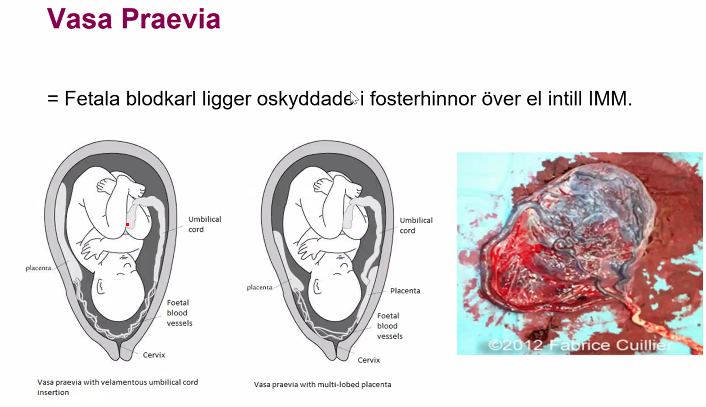 Vasa Praevia
= Fetala blodkarl ligger oskyddade i fosterhinnor över el intill IMM.
Umbilical
cord
placenta
Foetal
blood
vessels
Cervix
Vasa praevia with velamentous umbilical cord
insertion
Umbilical
cord
placenta
Placenta
Foetal
blood
vessels
Cervix
Vasa praevia with multi-lobed placenta
©2012 Fabrice Cuillier